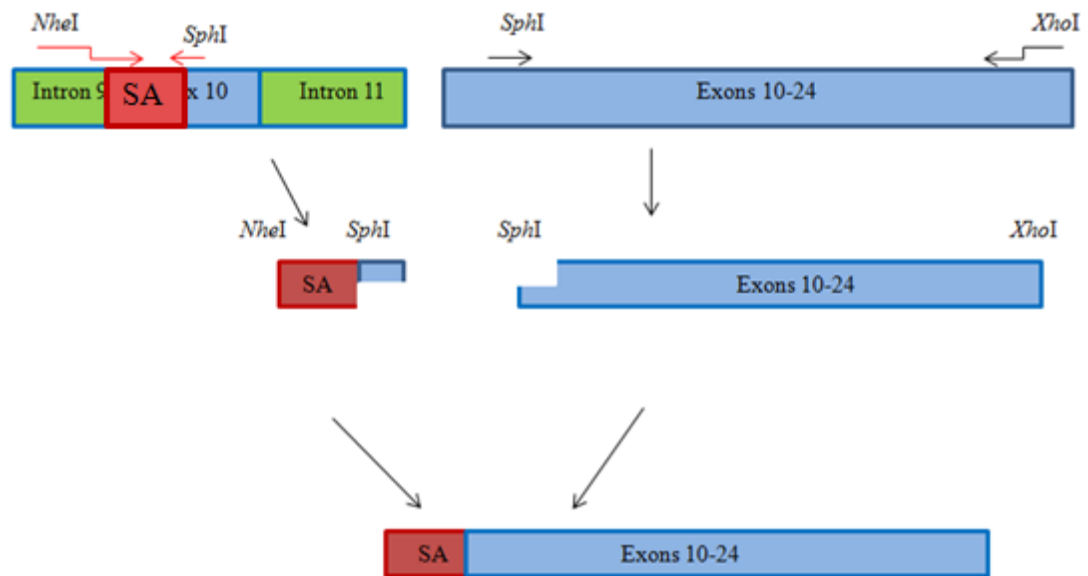 NheI
SphI
SphI
XhoI
Intron 9
SA
x 10
Intron 11
Exons 10-24
NheI
SphI
SphI
XhoI
SA
Exons 10-24
SA
Exons 10-24